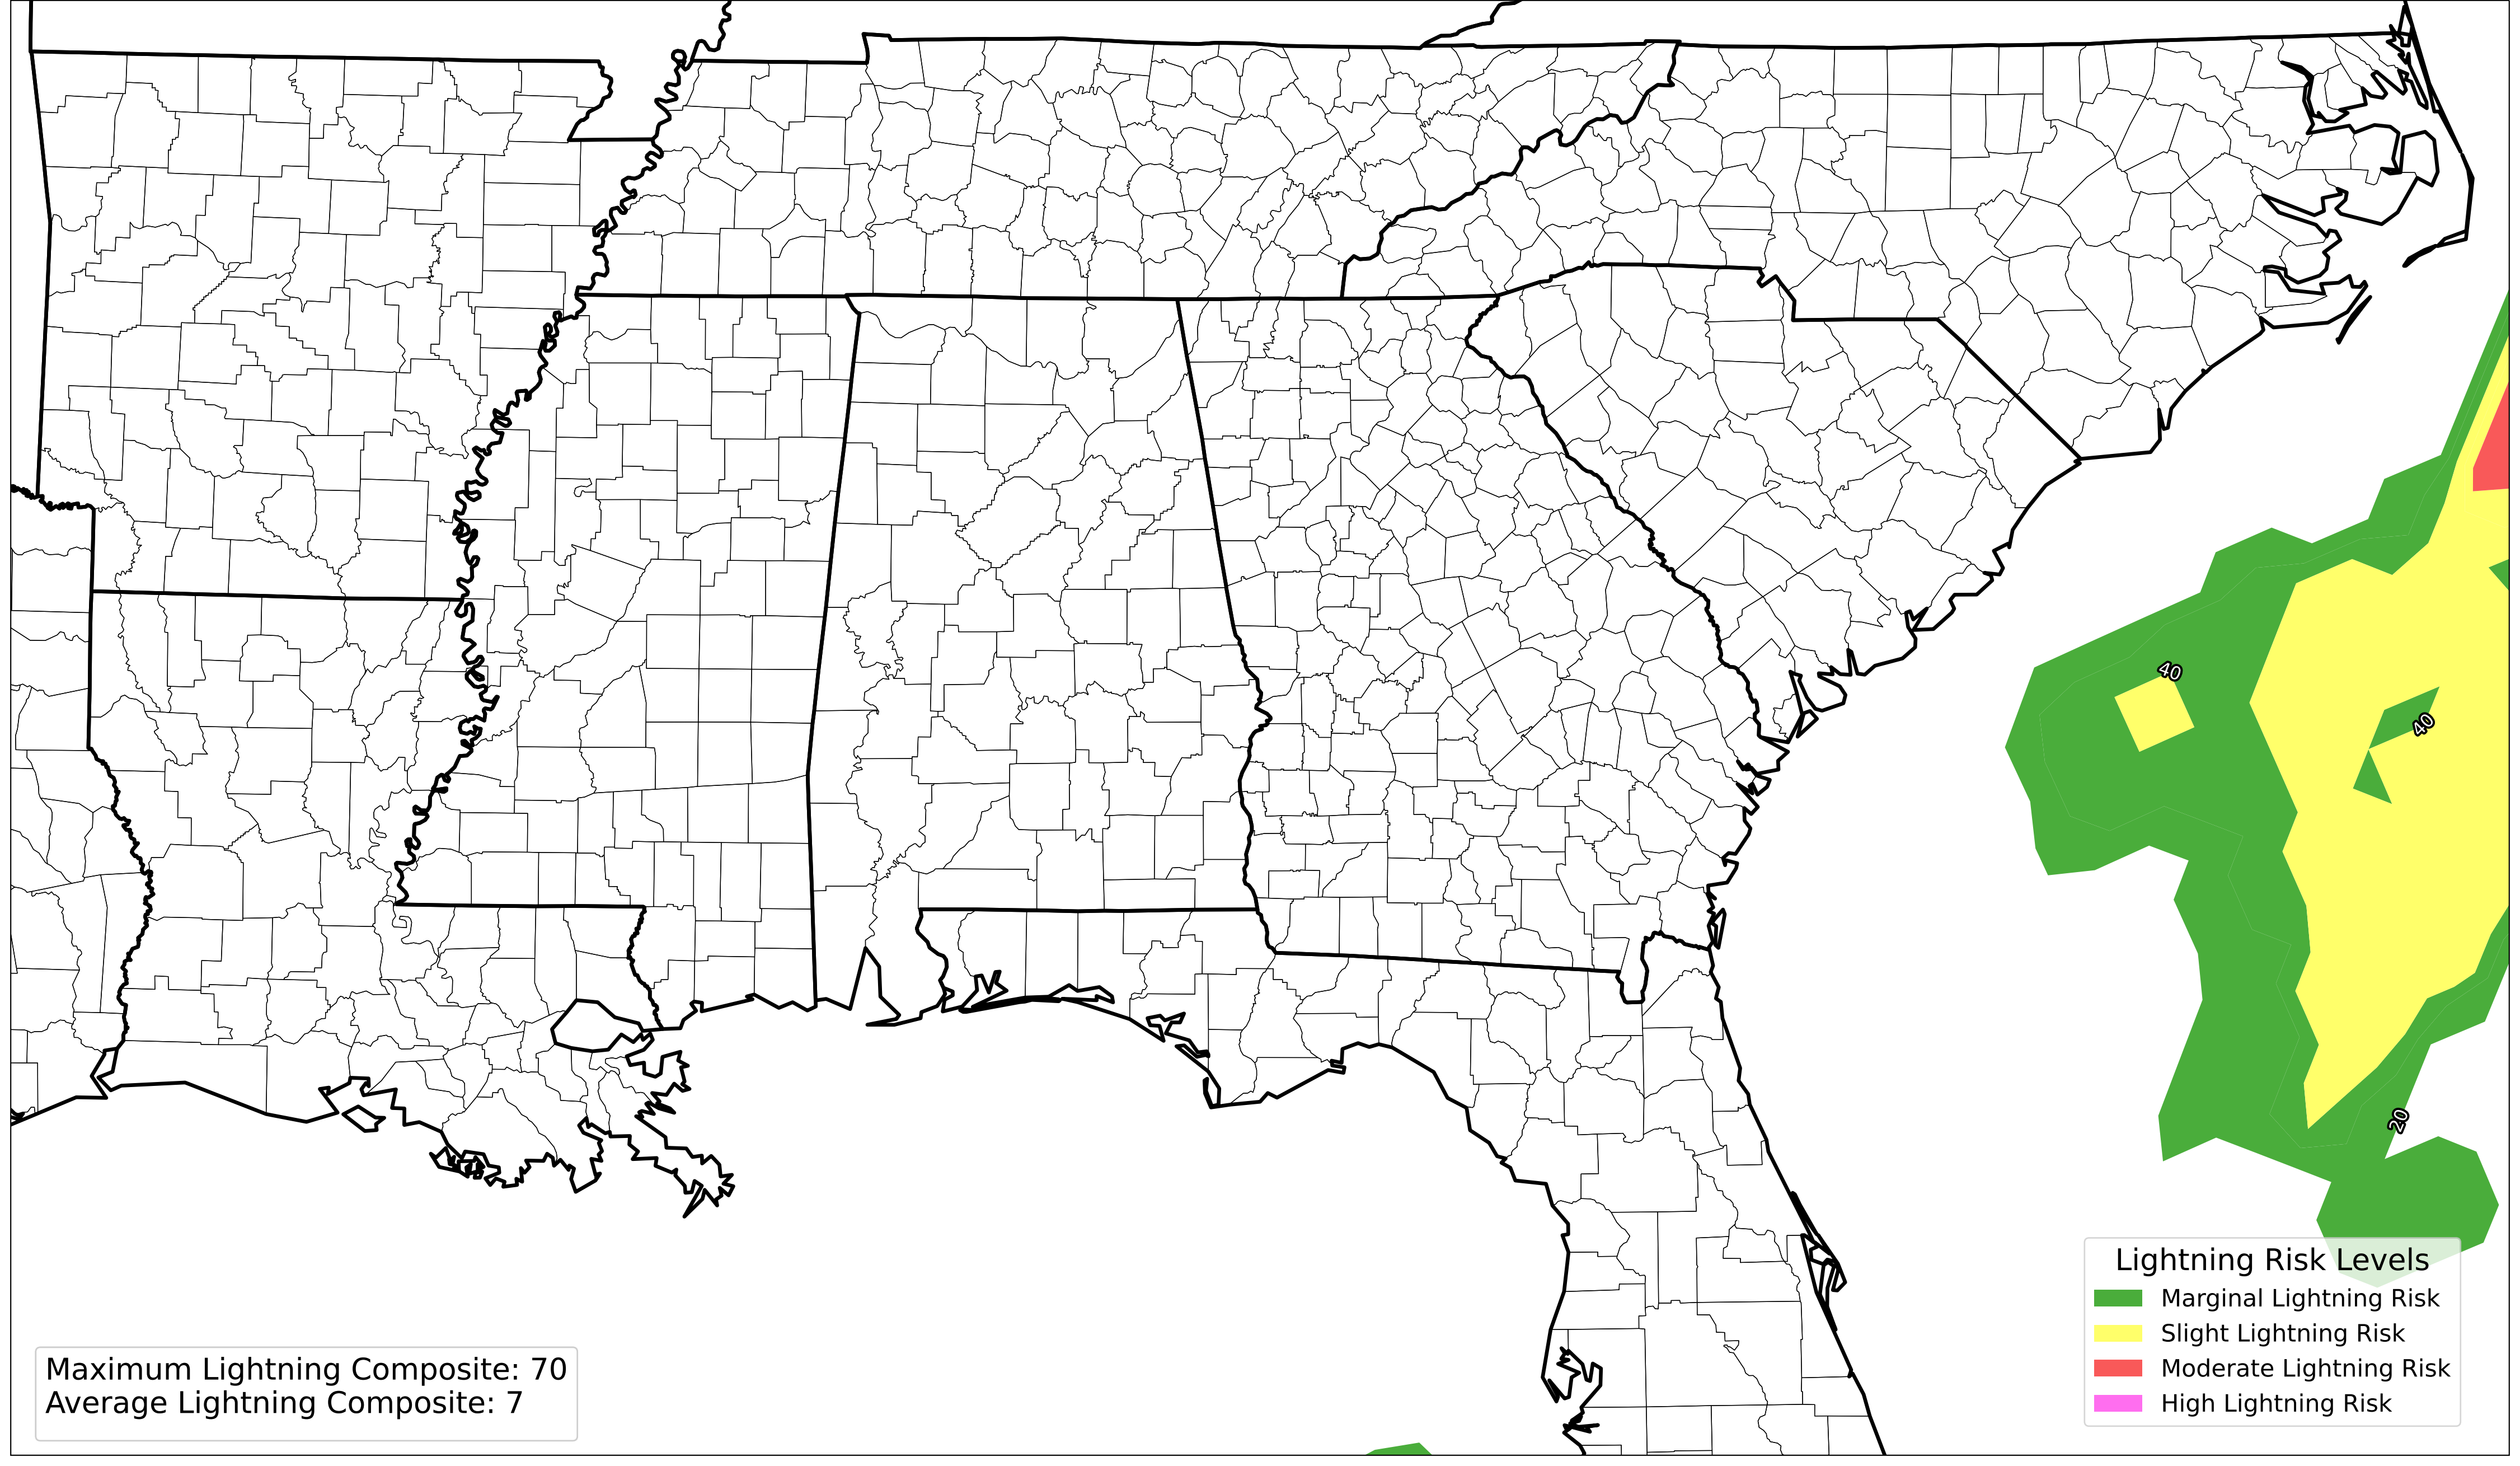 40
40
20
Lightning Risk Levels
Marginal Lightning Risk
Slight Lightning Risk
Moderate Lightning Risk
High Lightning Risk
Maximum Lightning Composite: 70
Average Lightning Composite: 7